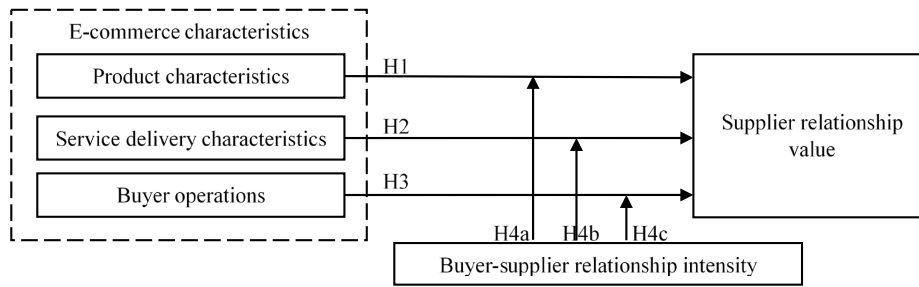 E-commerce characteristics
Product characteristics
H1
Service delivery characteristics
H2
Buyer operations
H3
Supplier relationship
value
H4a
H4b
H4c
Buyer-supplier relationship intensity